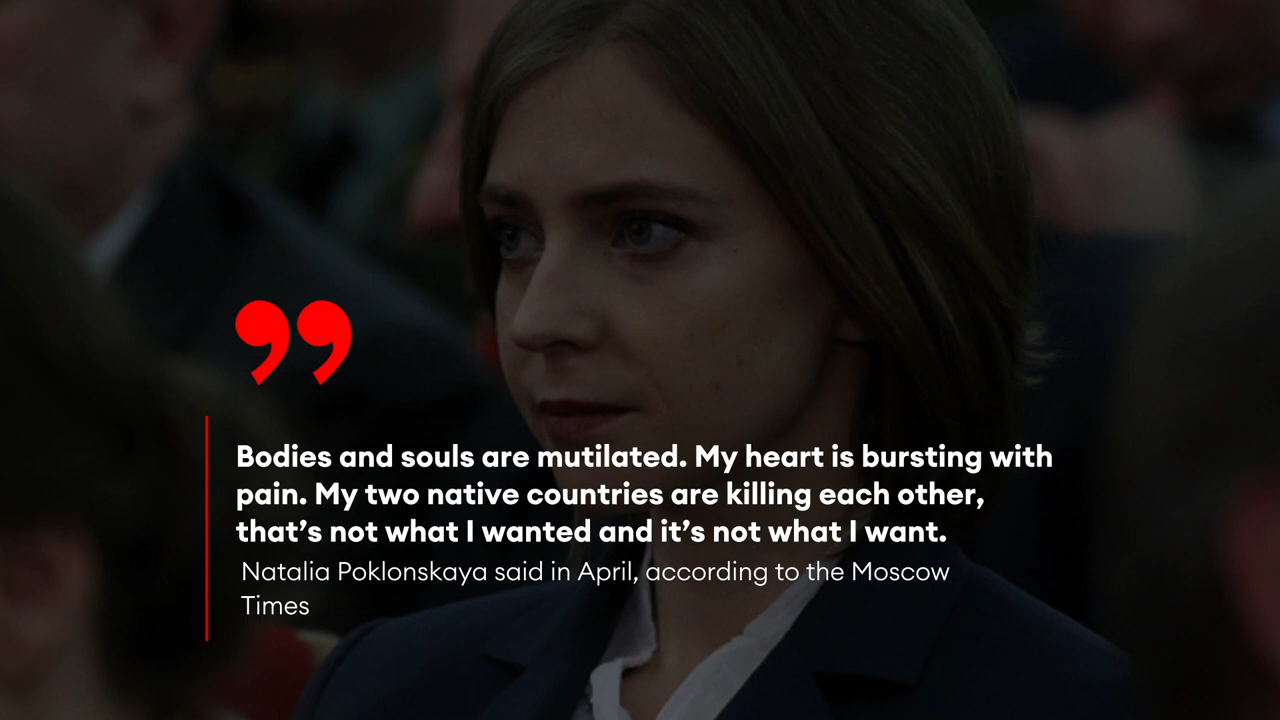 ”
Bodies and souls are mutilated. My heart is bursting with
pain. My two native countries are killing each other,
that’s not what I wanted and it’s not what I want.
Natalia Poklonskaya said in April, according to the Moscow
Times